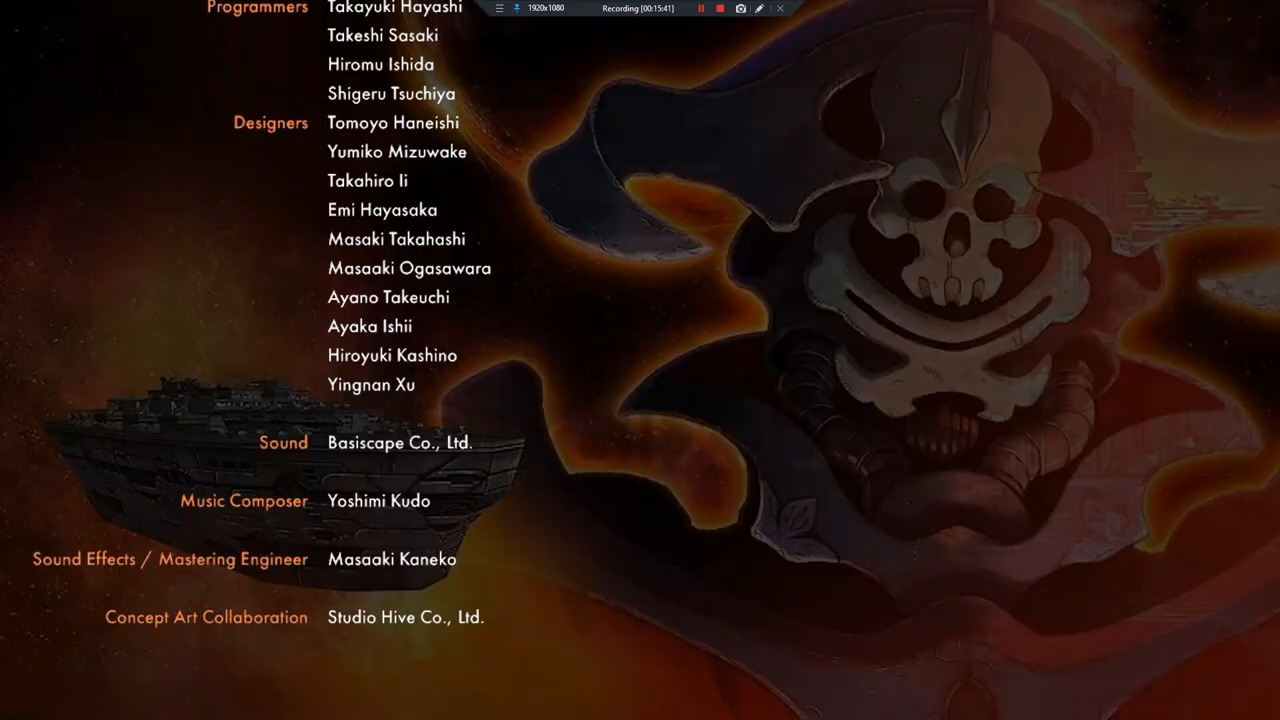 1920x1080 Recording [00:15:41]
Programmers Takayuki Hayashi
Takeshi Sasaki
Hiromu Ishida
Shigeru Tsuchiya
Designers Tomoyo Haneishi
Yumiko Mizuwake
Takahiro Ii
Emi Hayasaka
Masaki Takahashi
Masaaki Ogasawara
Ayano Takeuchi
Ayaka Ishii
Hiroyuki Kashino
Yingnan Xu
Sound Basiscape Co., Ltd.
Music Composer Yoshimi Kudo
Sound Effects / Mastering Engineer Masaaki Kaneko
Concept Art Collaboration Studio Hive Co., Ltd.